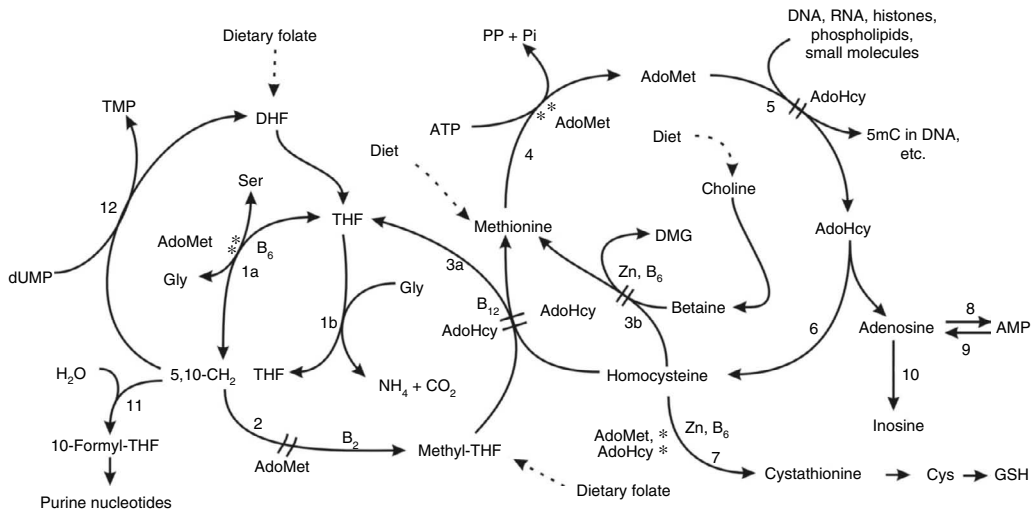 DNA, RNA, histones,
phospholipids,
small molecules
Dietary folate
PP + Pi
AdoMet
5
AdoHcy
TMP
DHF
ATP
**
AdoMet
5mC in DNA,
etc.
Diet
4
Diet
Ser
Choline
12
THF
Methionine
AdoHcy
AdoMet
**
B6
DMG
Gly
1a
3a
Zn, B6
dUMP
Gly
B12
AdoHcy
AdoHcy
Betaine
8
1b
3b
6
Adenosine
AMP
9
H2O
5,10-CH2
THF
NH4 + CO2
Homocysteine
10
11
2
AdoMet, *
AdoHcy *
Zn, B6
Inosine
10-Formyl-THF
B2
Methyl-THF
7
AdoMet
Cystathionine
Cys
GSH
Purine nucleotides
Dietary folate